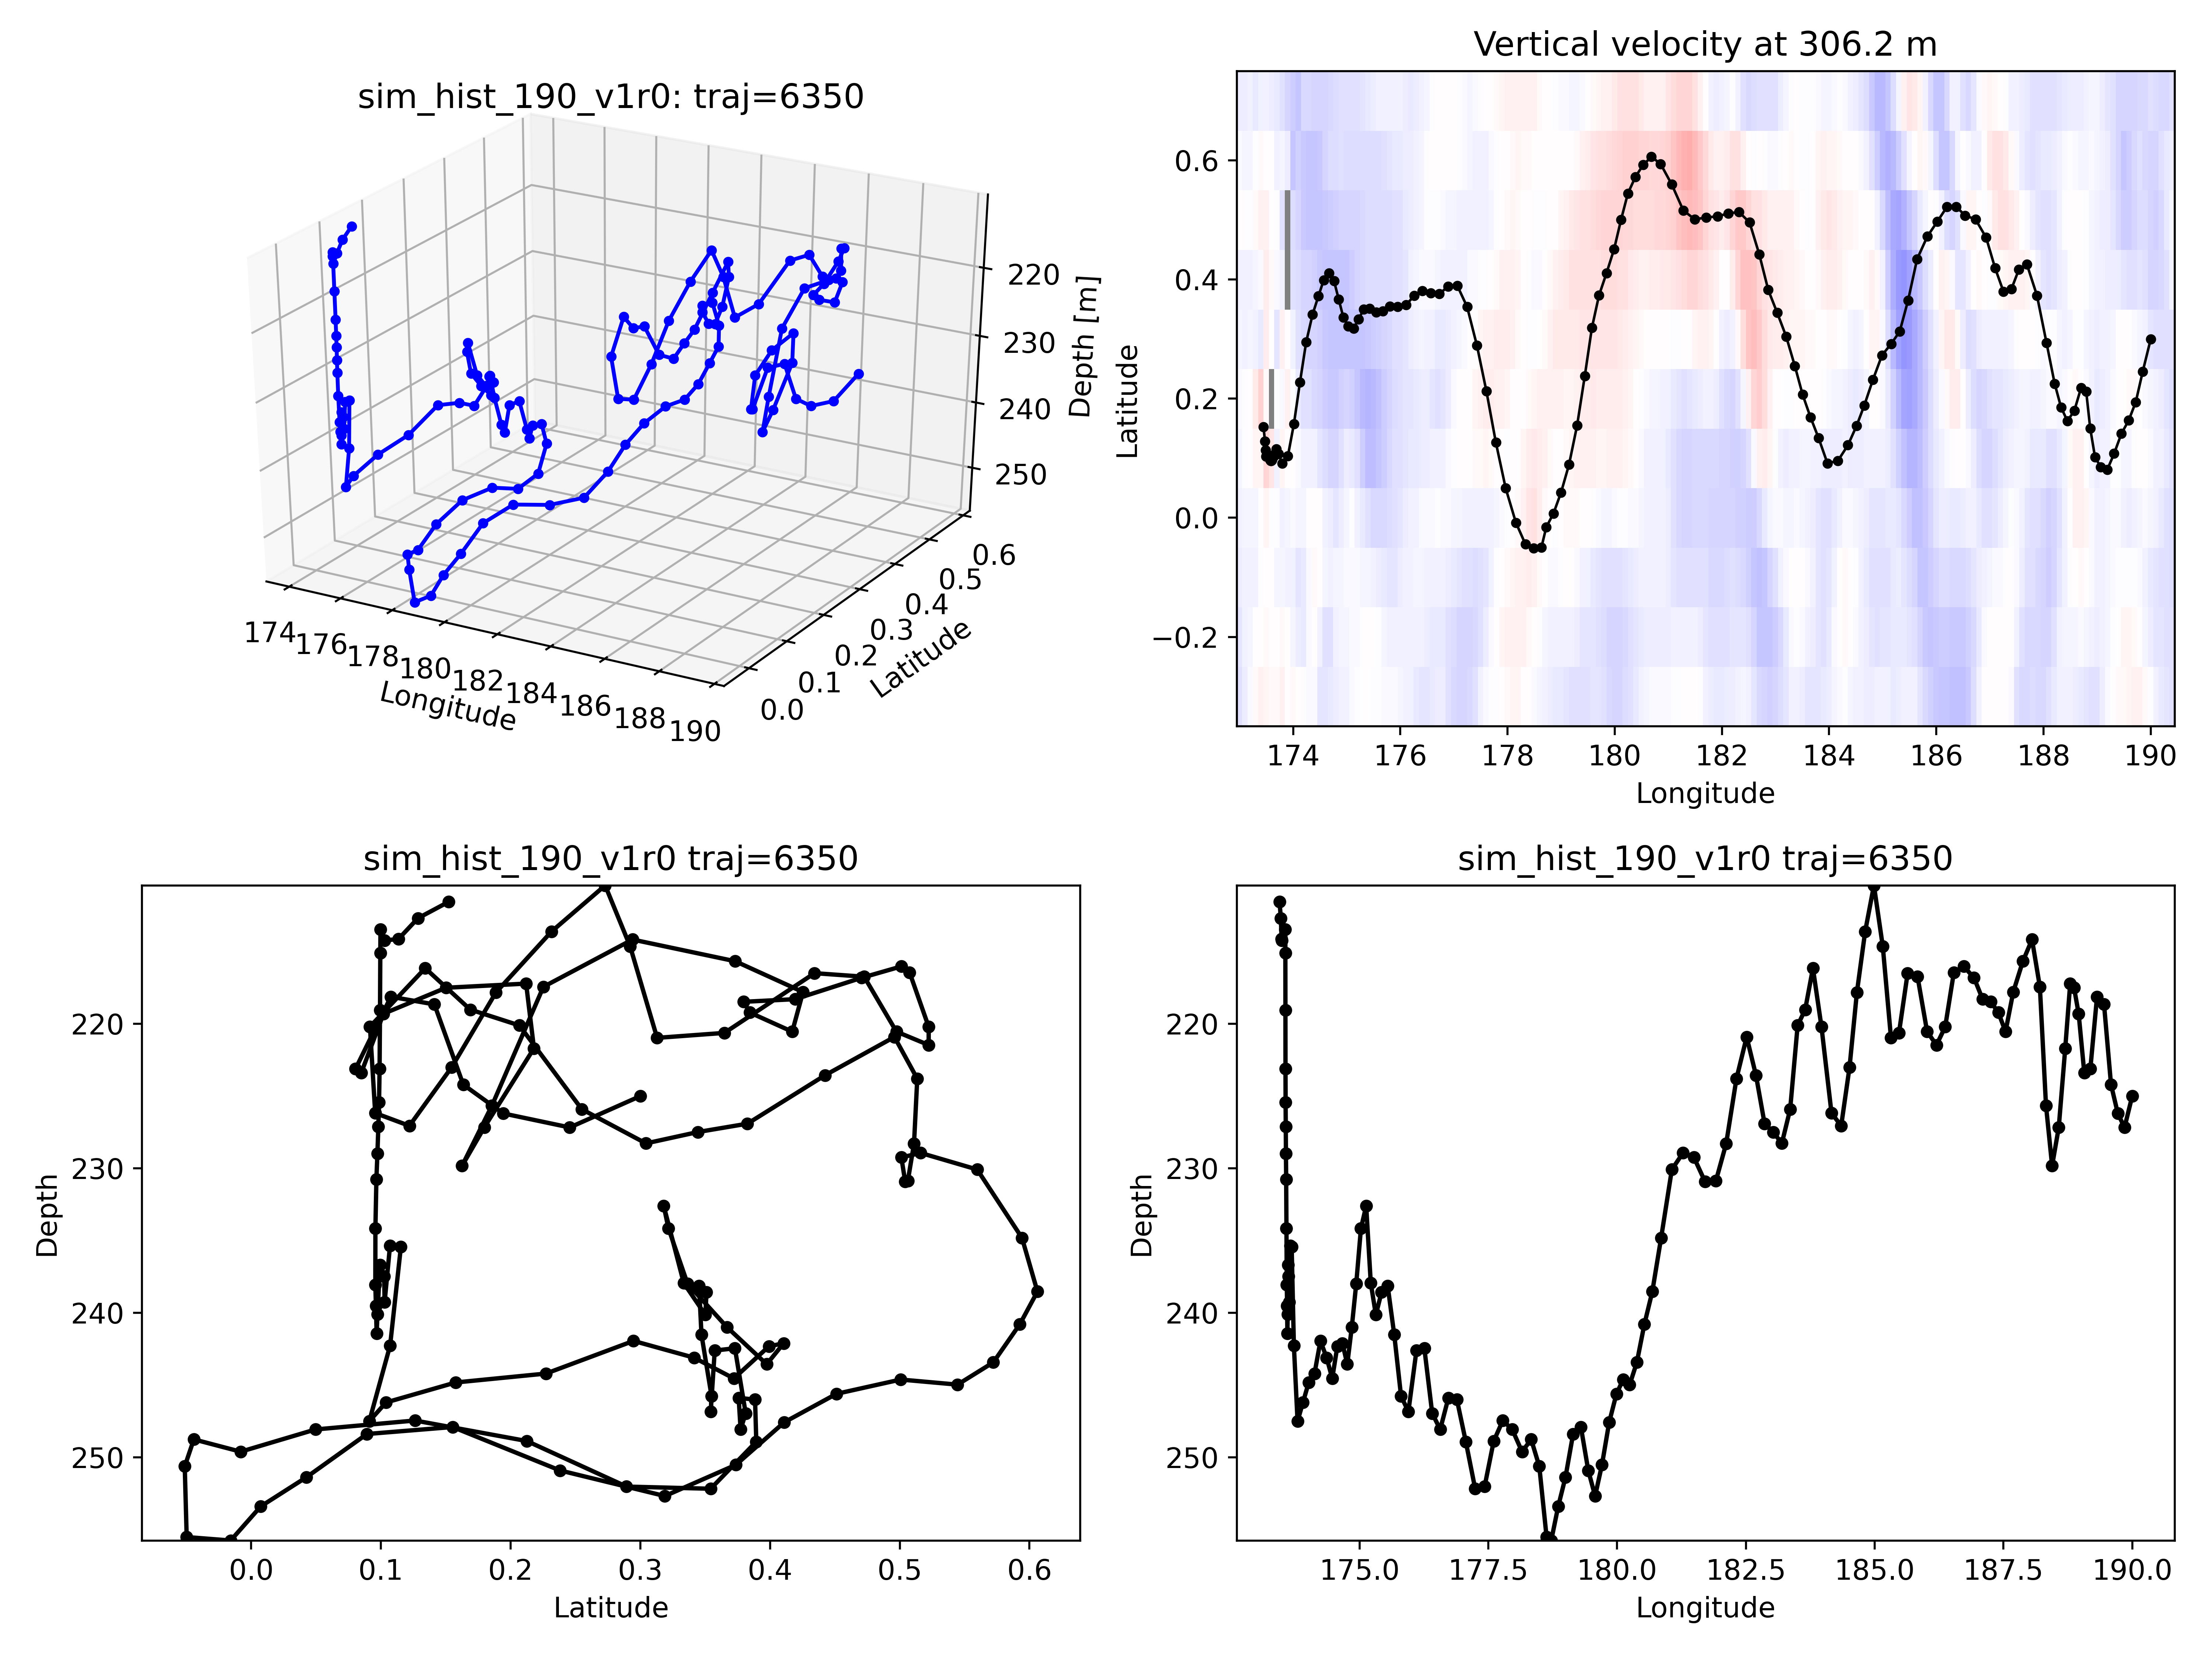 sim_hist_190_v1r0: traj=6350
220
230
240
250
Depth [m]
174
176
178
180
182
184
186
188
190
Longitude
0.0
0.1
0.2
0.3
0.4
0.5
0.6
Latitude
Vertical velocity at 306.2 m
0.6
0.4
0.2
0.0
−0.2
Latitude
174 176 178 180 182 184 186 188 190
Longitude
sim_hist_190_v1r0 traj=6350
220
230
240
250
Depth
0.0 0.1 0.2 0.3 0.4 0.5 0.6
Latitude
sim_hist_190_v1r0 traj=6350
220
230
240
250
Depth
175.0 177.5 180.0 182.5 185.0 187.5 190.0
Longitude